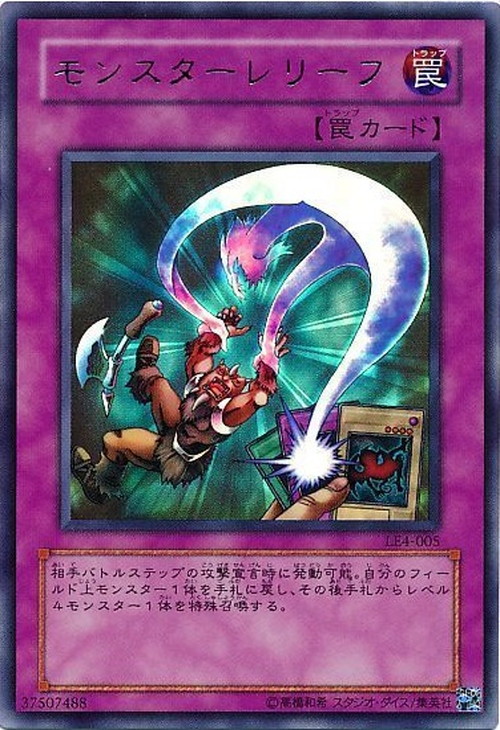 モンスターレリーフ
トラップ
罠
トラップ
【罠カード】
LE4-005
相手バトルステップの攻撃宣言時に発動可能。自分のフィー
ルド上モンスター1体を手札に戻し、その後手札からレベル
4モンスター1体を特殊召喚する。
37507488
©高橋和希 スタジオ・ダイス/集英社